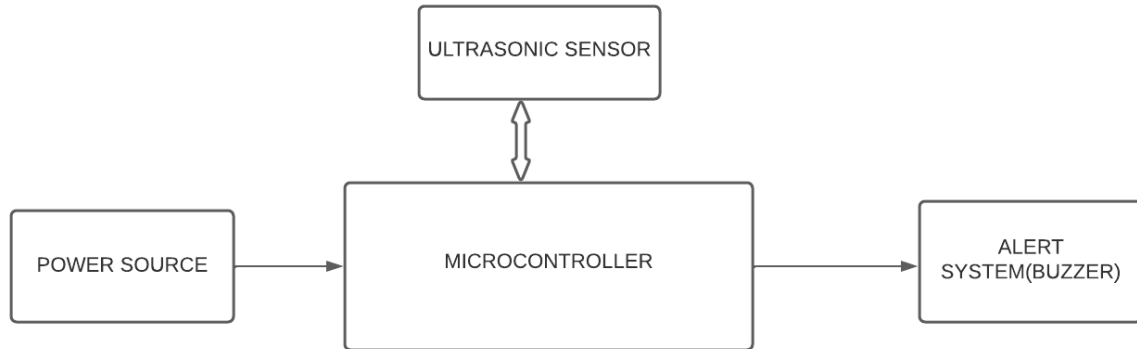 ULTRASONIC SENSOR
POWER SOURCE
MICROCONTROLLER
ALERT
SYSTEM(BUZZER)